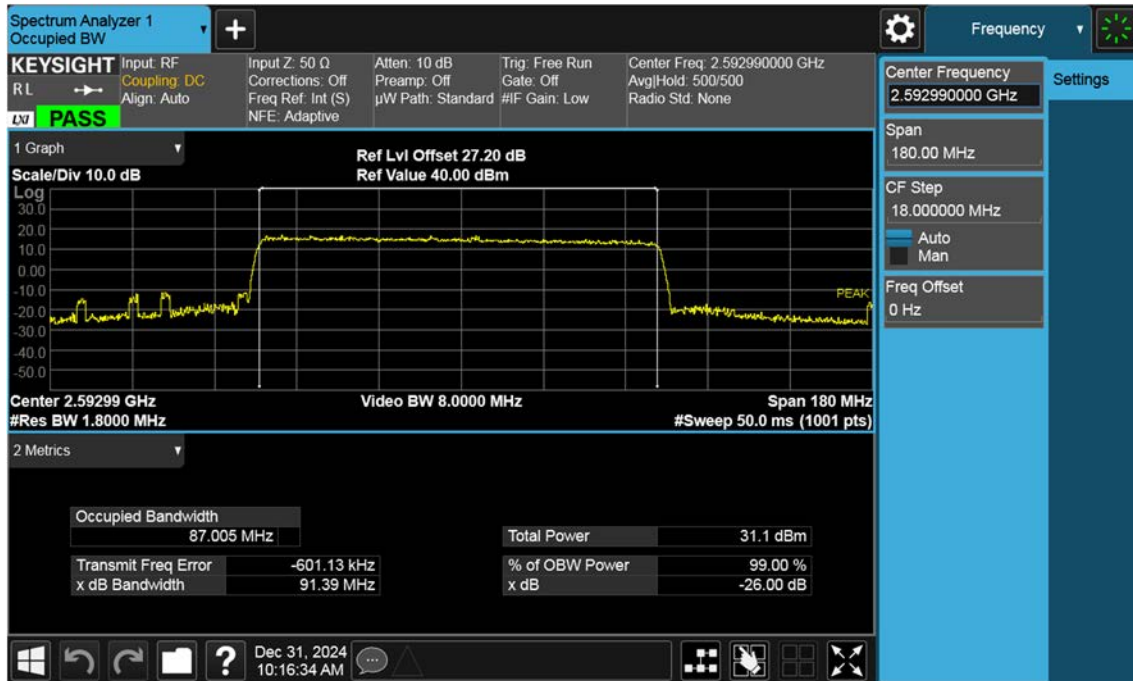 Spectrum Analyzer 1
Occupied BW
+
Frequency
KEYSIGHT
R L
LXI PASS
Input: RF
Coupling: DC
Align: Auto
Input Z: 50 Ω
Corrections: Off
Freq Ref: Int (S)
NFE: Adaptive
Atten: 10 dB
Preamp: Off
µW Path: Standard
Trig: Free Run
Gate: Off
#IF Gain: Low
Center Freq: 2.592990000 GHz
Avg|Hold: 500/500
Radio Std: None
Center Frequency
2.592990000 GHz
Settings
Span
180.00 MHz
CF Step
18.000000 MHz
Auto
Man
Freq Offset
0 Hz
1 Graph
Scale/Div 10.0 dB
Ref Lvl Offset 27.20 dB
Ref Value 40.00 dBm
Log
30.0
20.0
10.0
0.00
-10.0
-20.0
-30.0
-40.0
-50.0
PEAK
Center 2.59299 GHz
#Res BW 1.8000 MHz
Video BW 8.0000 MHz
Span 180 MHz
#Sweep 50.0 ms (1001 pts)
2 Metrics
Occupied Bandwidth
87.005 MHz
Total Power 31.1 dBm
Transmit Freq Error -601.13 kHz
% of OBW Power 99.00 %
x dB Bandwidth 91.39 MHz
x dB -26.00 dB
?
Dec 31, 2024
10:16:34 AM